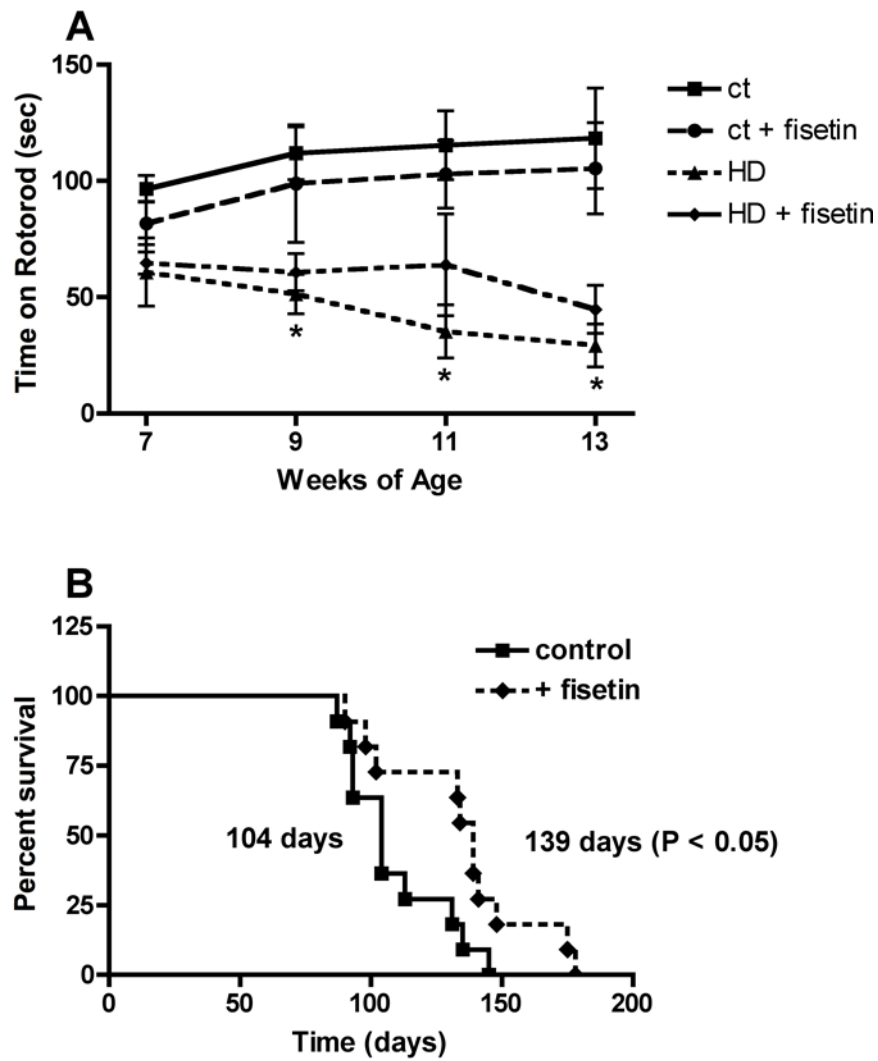 A
150
100
50
0
Time on Rotorod (sec)
7 9 11 13
Weeks of Age
* * *
ct
ct + fisetin
HD
HD + fisetin
B
125
100
75
50
25
0
Percent survival
0 50 100 150 200
Time (days)
control
+ fisetin
104 days
139 days (P < 0.05)